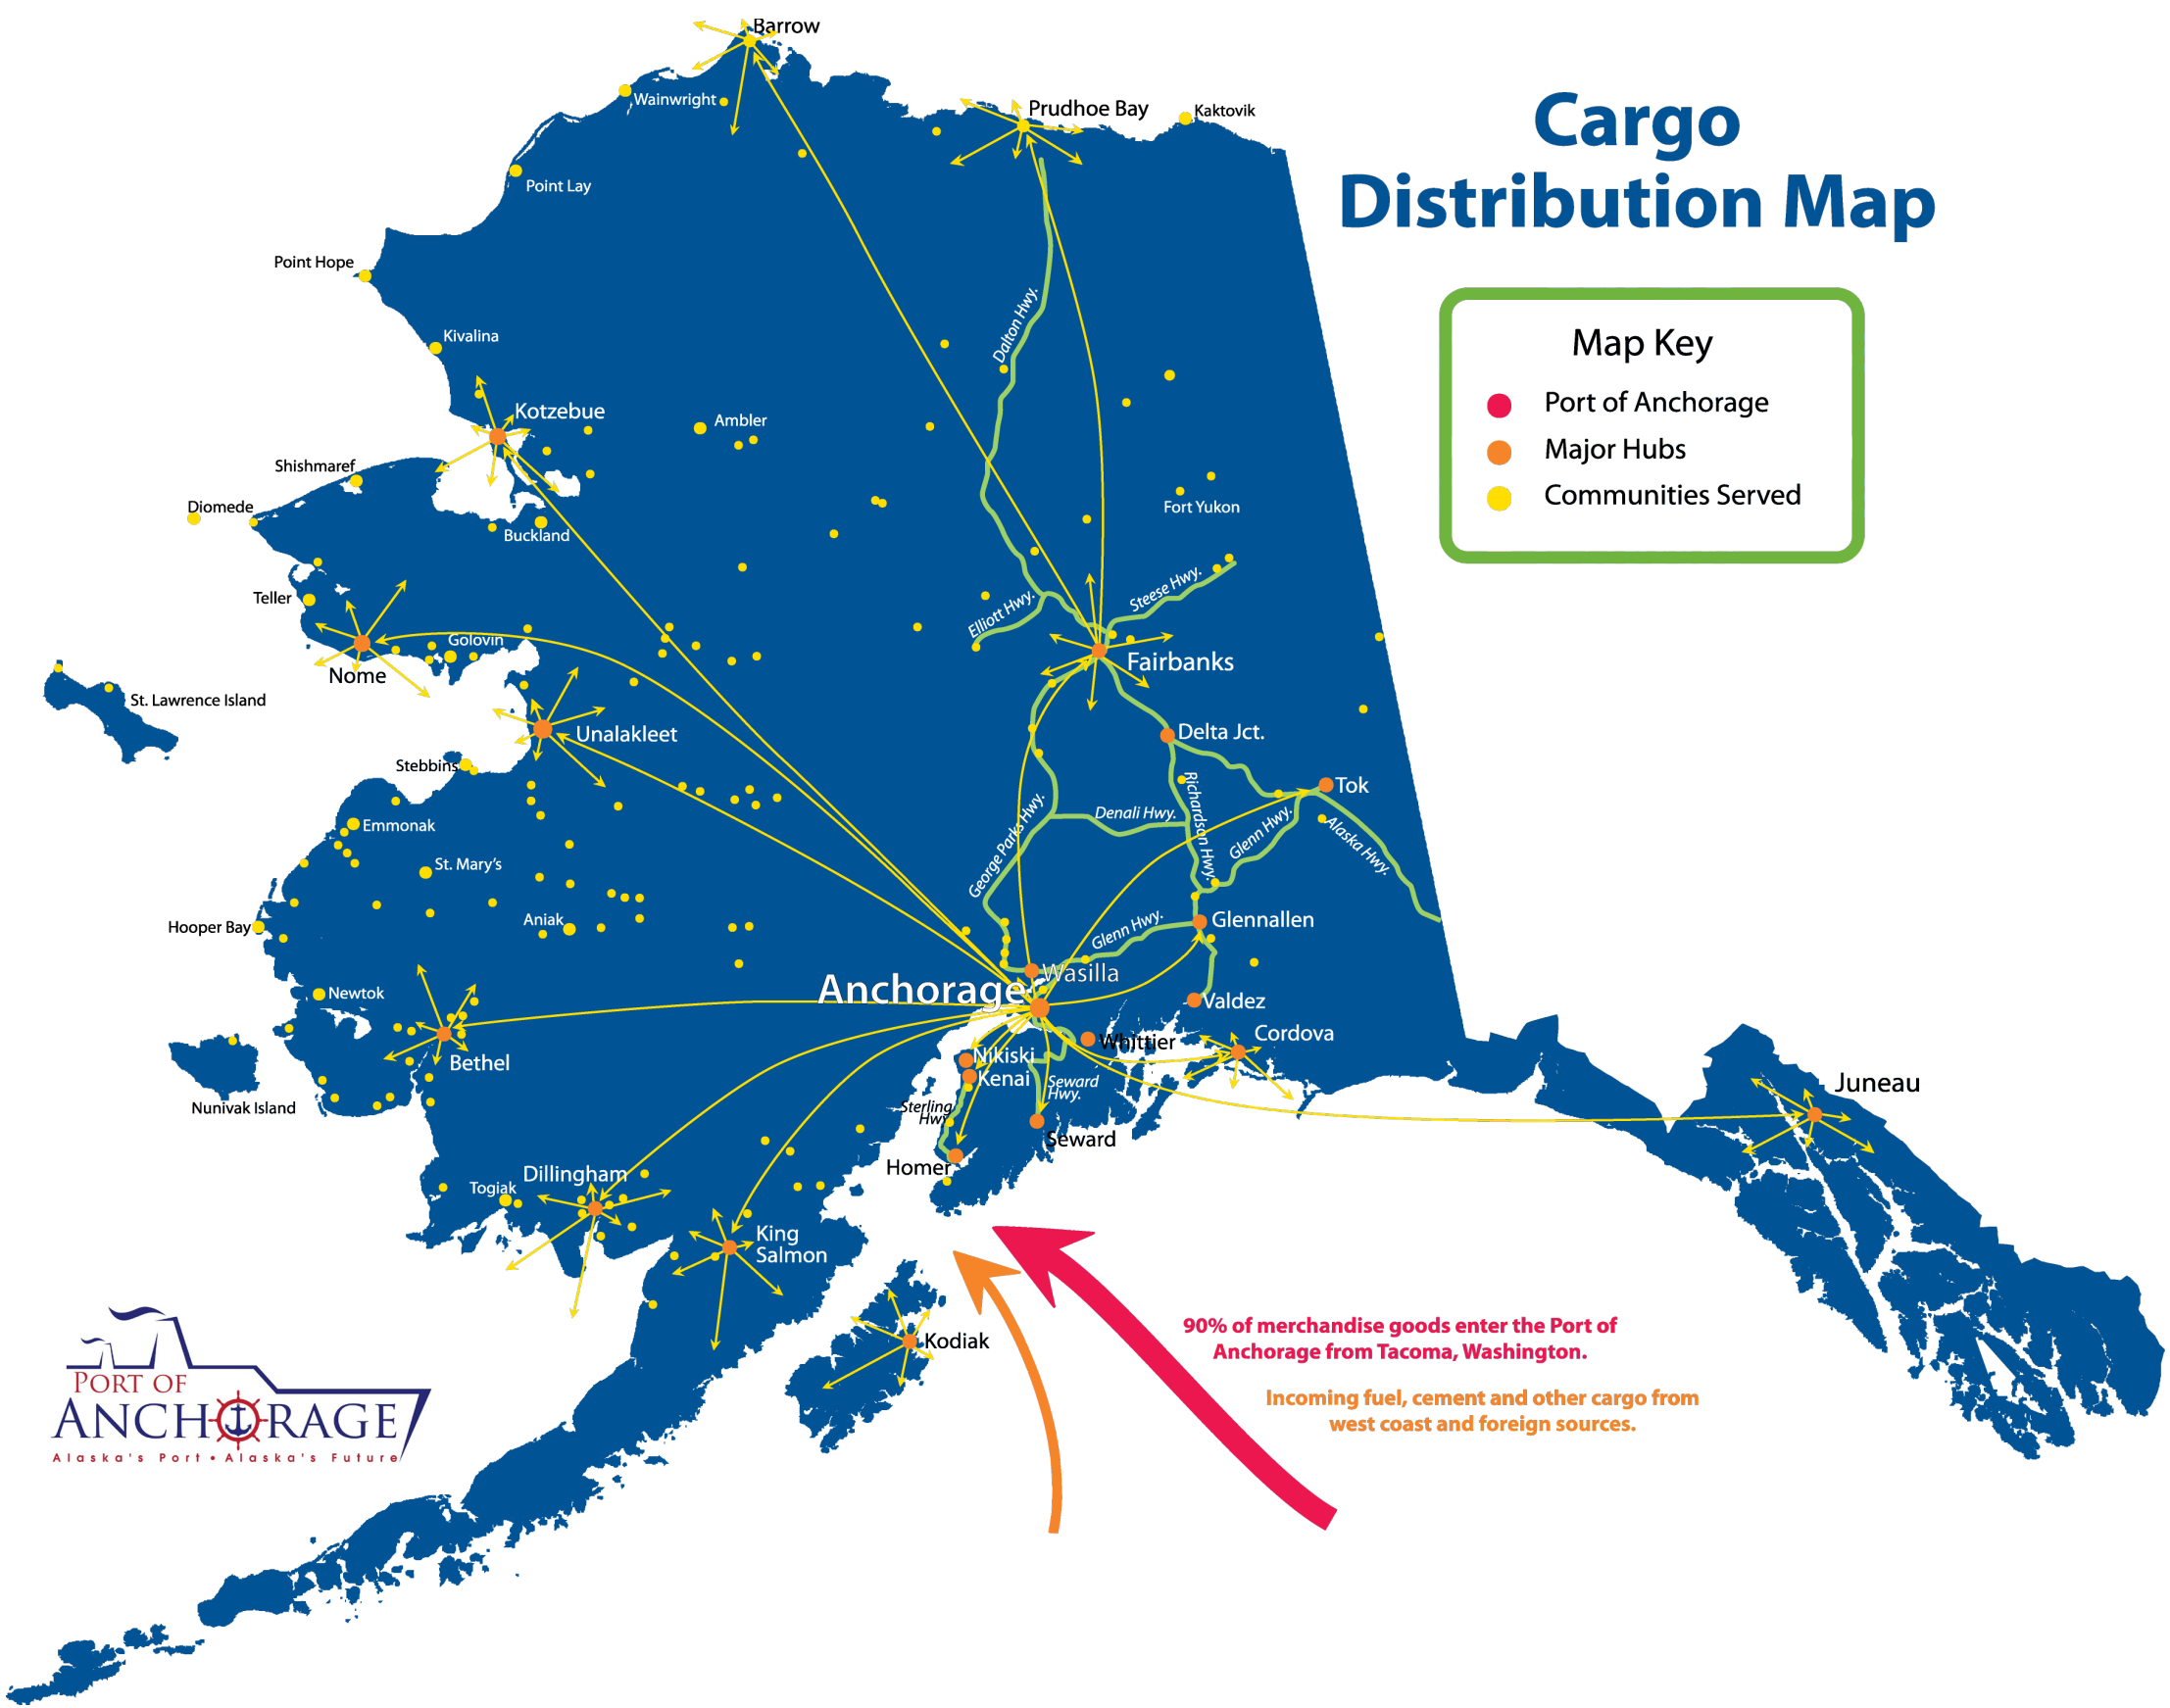 Barrow
Wainwright
Prudhoe Bay
Kaktovik
Cargo
Distribution Map
Point Lay
Point Hope
Kivalina
Dalton Hwy.
Map Key
Port of Anchorage
Major Hubs
Communities Served
Kotzebue
Ambler
Shishmaref
Diomede
Buckland
Fort Yukon
Teller
Elliott Hwy.
Steese Hwy.
Golovin
Nome
Fairbanks
St. Lawrence Island
Unalakleet
Delta Jct.
Stebbins
Tok
Richardson Hwy.
Denali Hwy.
George Parks Hwy.
Glenn Hwy.
Alaska Hwy.
Emmonak
St. Mary's
Aniak
Hooper Bay
Glenn Hwy.
Glennallen
Wasilla
Anchorage
Newtok
Valdez
Bethel
Whittier
Cordova
Nikiski
Kenai
Seward
Hwy.
Juneau
Nunivak Island
Sterling
Hwy
Seward
Homer
Dillingham
Togiak
King
Salmon
Kodiak
90% of merchandise goods enter the Port of
Anchorage from Tacoma, Washington.
Incoming fuel, cement and other cargo from
west coast and foreign sources.
PORT OF
ANCHORAGE
Alaska's Port • Alaska's Future